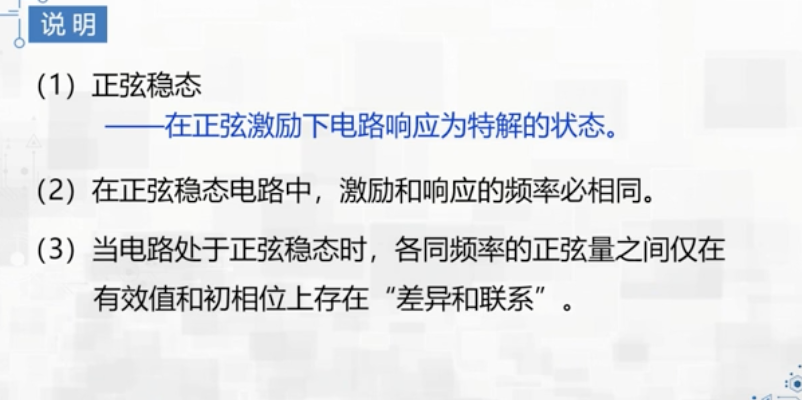 说明
（1）正弦稳态
——在正弦激励下电路响应为特解的状态。
（2）在正弦稳态电路中，激励和响应的频率必相同。
（3）当电路处于正弦稳态时，各同频率的正弦量之间仅在
有效值和初相位上存在“差异和联系”。